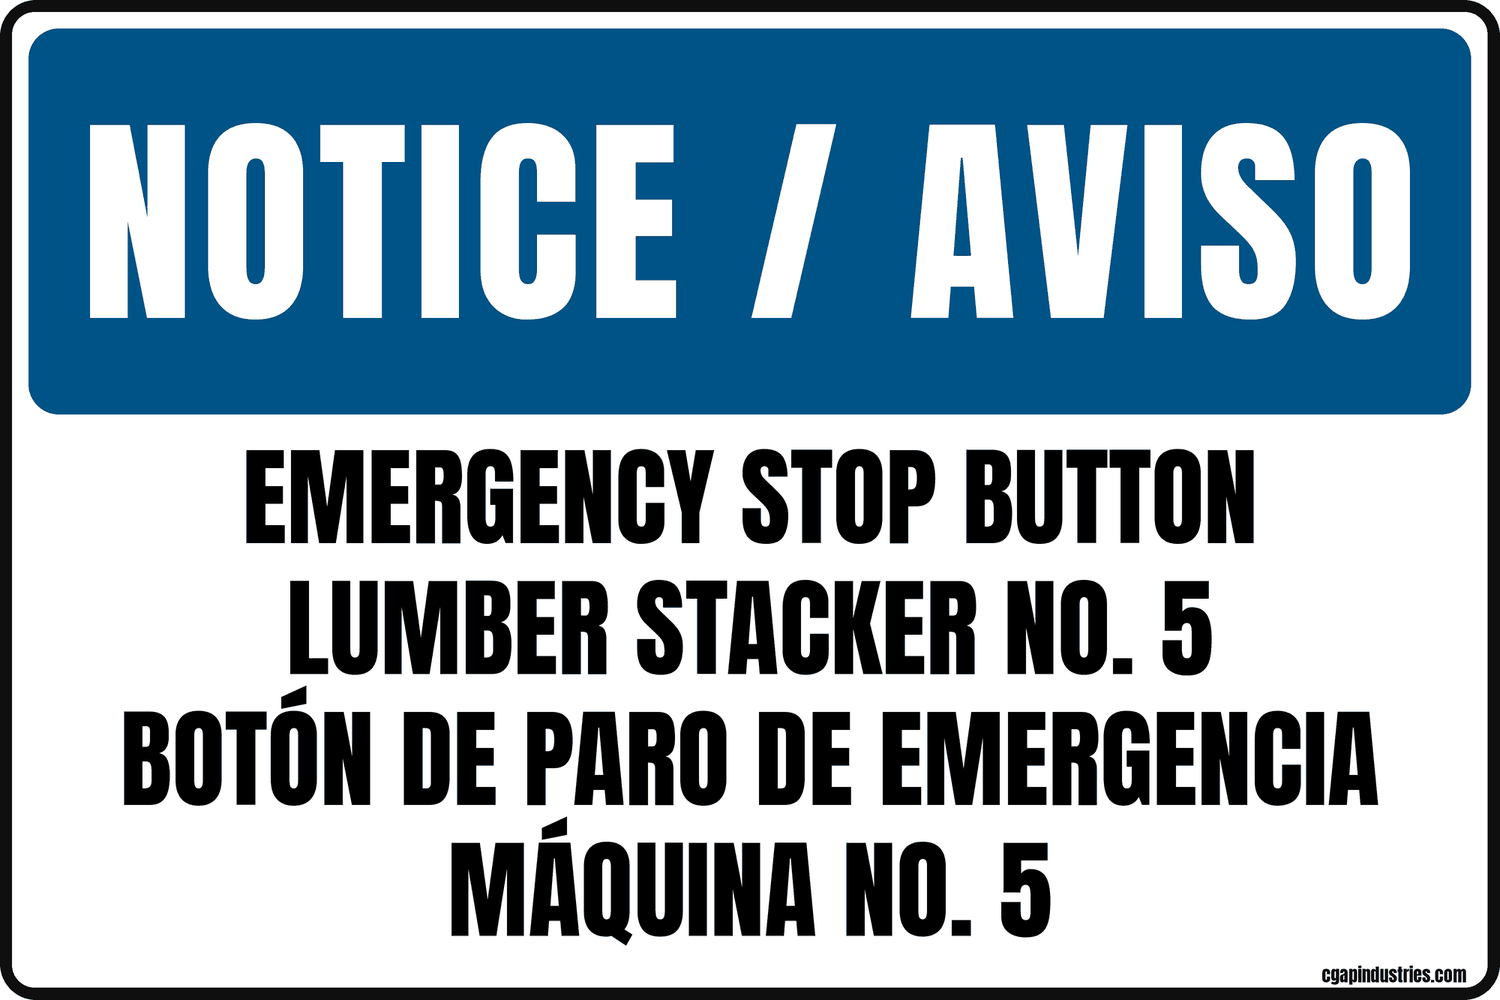 NOTICE / AVISO
EMERGENCY STOP BUTTON
LUMBER STACKER NO. 5
BOTÓN DE PARO DE EMERGENCIA
MÁQUINA NO. 5
cgapindustries.com